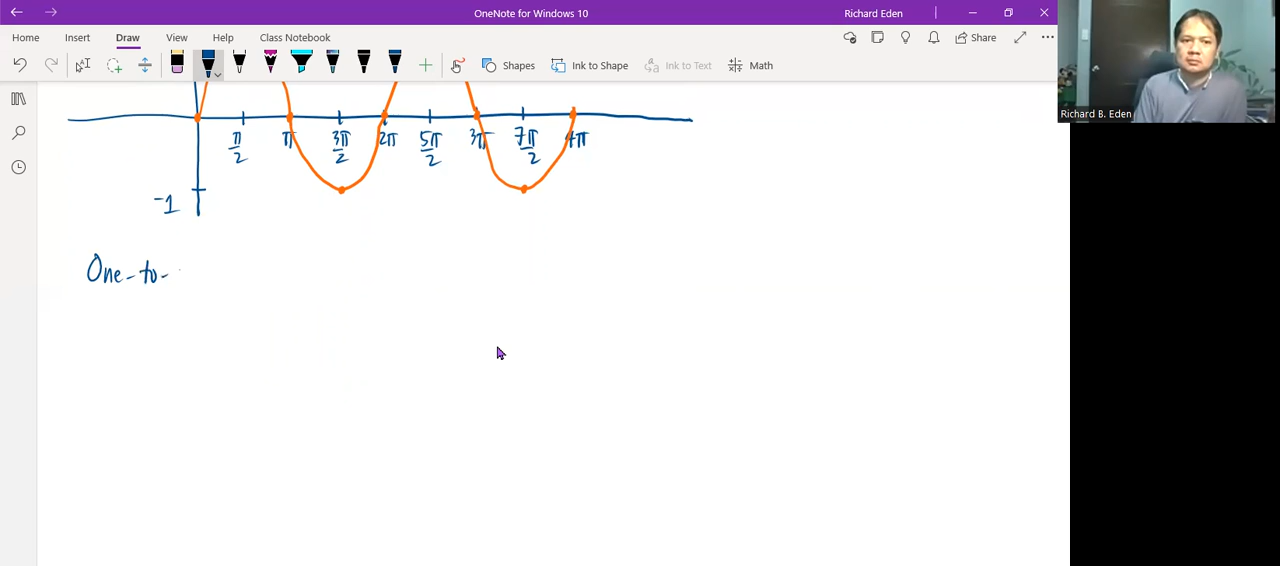 OneNote for Windows 10
Richard Eden
Home Insert Draw View Help Class Notebook
Share
Shapes Ink to Shape Ink to Text Math
Richard B. Eden
π/2 π 3π/2 2π 5π/2 3π 7π/2 4π
-1
One-to-